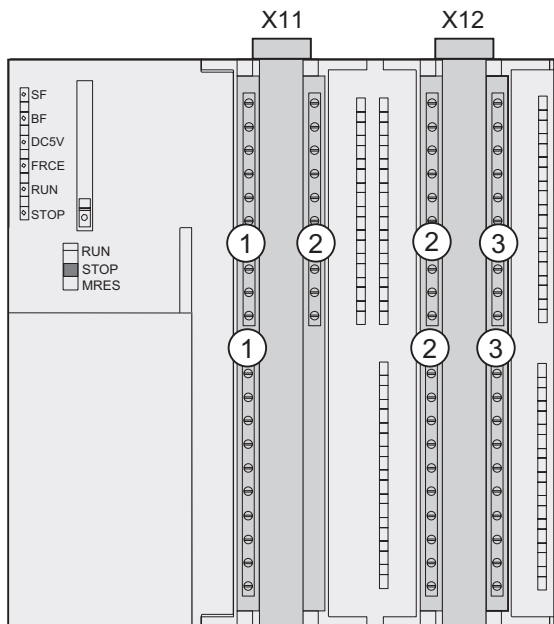 X11 X12
SF
BF
DC5V
FRCE
RUN
STOP
RUN
STOP
MRES
1 2 2 3
1 2 3